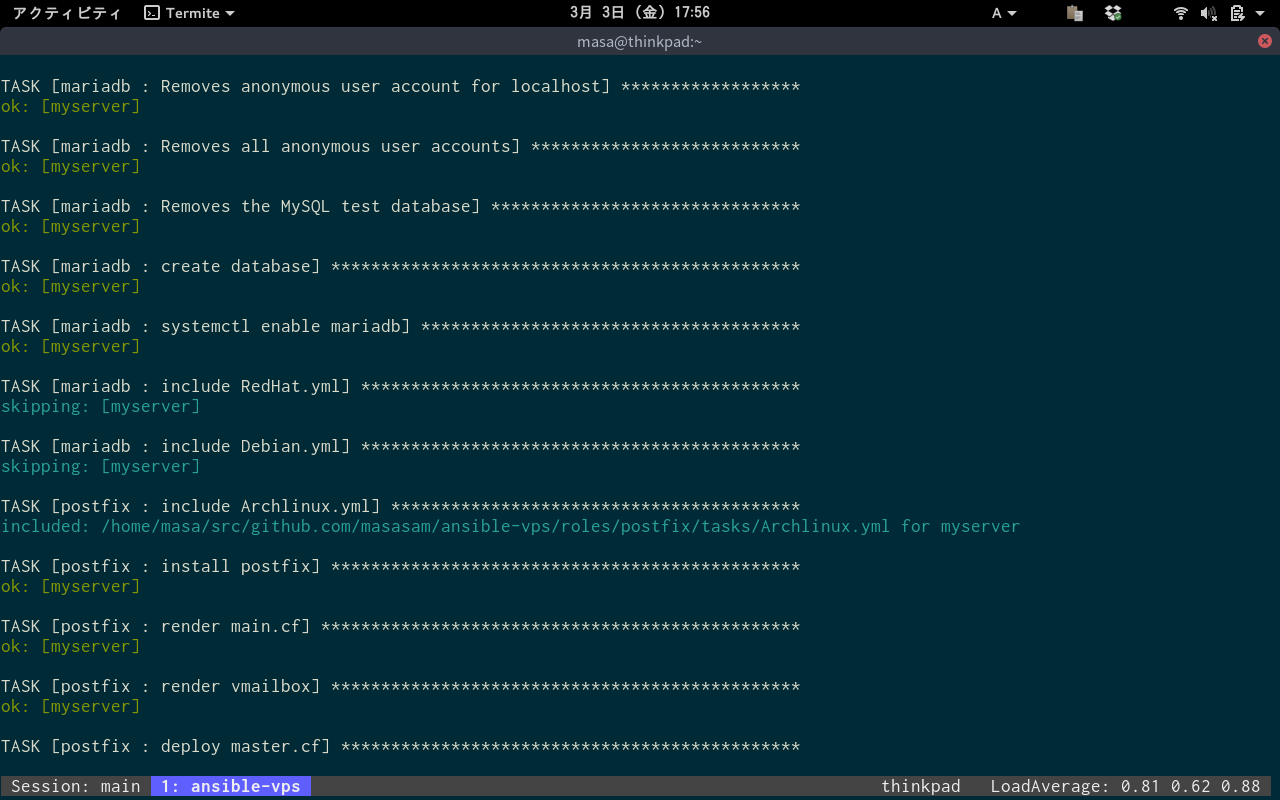 アクティビティ Termite 3月 3日 (金) 17:56 A
masa@thinkpad:~
TASK [mariadb : Removes anonymous user account for localhost] ******************
ok: [myserver]
TASK [mariadb : Removes all anonymous user accounts] ***************************
ok: [myserver]
TASK [mariadb : Removes the MySQL test database] *******************************
ok: [myserver]
TASK [mariadb : create database] ***********************************************
ok: [myserver]
TASK [mariadb : systemctl enable mariadb] **************************************
ok: [myserver]
TASK [mariadb : include RedHat.yml] ********************************************
skipping: [myserver]
TASK [mariadb : include Debian.yml] ********************************************
skipping: [myserver]
TASK [postfix : include Archlinux.yml] *****************************************
included: /home/masa/src/github.com/masasam/ansible-vps/roles/postfix/tasks/Archlinux.yml for myserver
TASK [postfix : install postfix] ***********************************************
ok: [myserver]
TASK [postfix : render main.cf] ************************************************
ok: [myserver]
TASK [postfix : render vmailbox] ***********************************************
ok: [myserver]
TASK [postfix : deploy master.cf] **********************************************
Session: main 1: ansible-vps thinkpad LoadAverage: 0.81 0.62 0.88